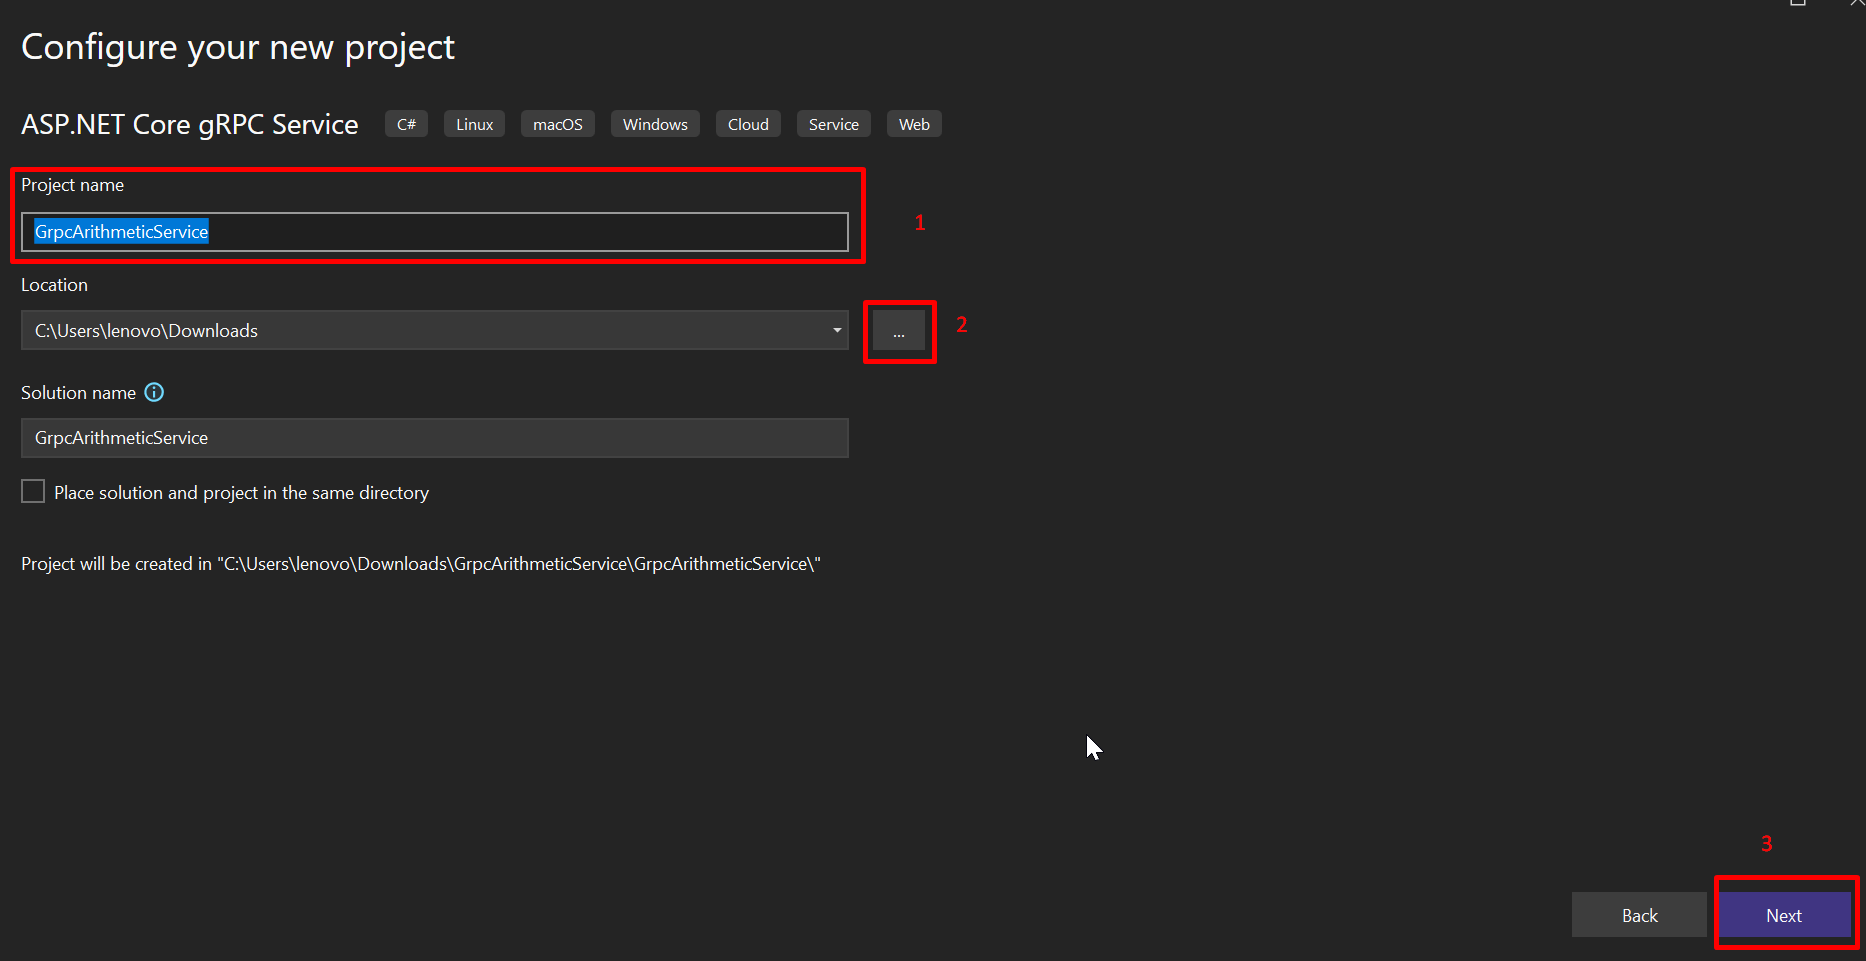 Configure your new project
ASP.NET Core gRPC Service C# Linux macOS Windows Cloud Service Web
Project name
GrpcArithmeticService
1
Location
C:\Users\lenovo\Downloads
...
2
Solution name
GrpcArithmeticService
Place solution and project in the same directory
Project will be created in "C:\Users\lenovo\Downloads\GrpcArithmeticService\GrpcArithmeticService\"
3
Back Next